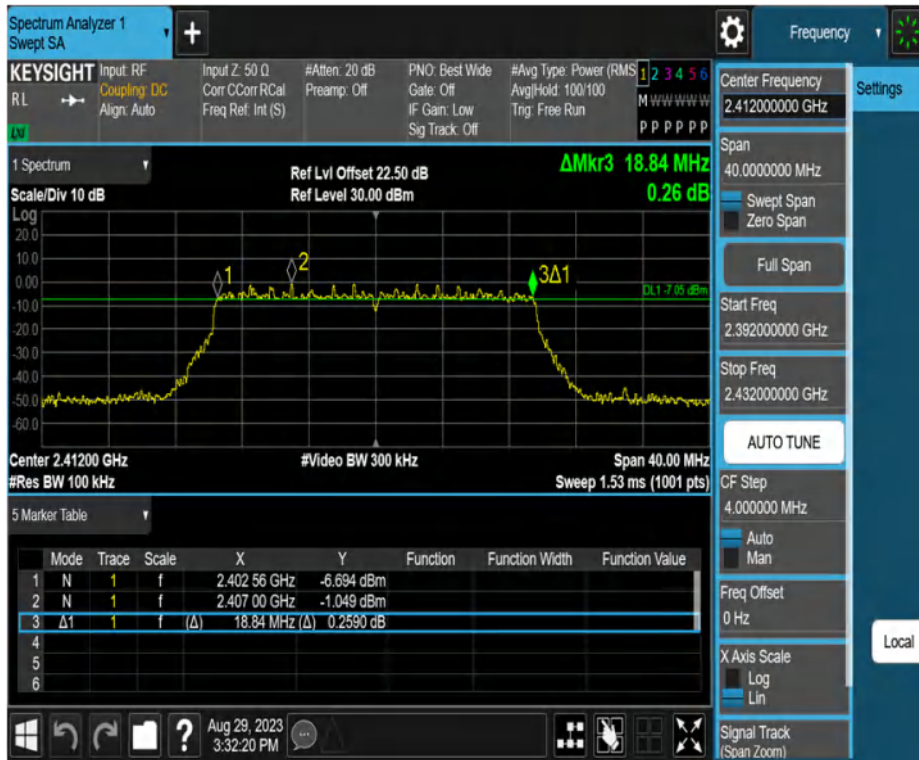 Spectrum Analyzer 1
Swept SA
Frequency
KEYSIGHT
RL
LXI
Input: RF
Coupling: DC
Align: Auto
Input Z: 50 Ω
Corr CCorr RCal
Freq Ref: Int (S)
#Atten: 20 dB
Preamp: Off
PNO: Best Wide
Gate: Off
IF Gain: Low
Sig Track: Off
#Avg Type: Power (RMS
Avg|Hold: 100/100
Trig: Free Run
1 2 3 4 5 6
M W W W W W
P P P P P P
Center Frequency
2.412000000 GHz
Settings
Span
40.0000000 MHz
Swept Span
Zero Span
Full Span
Start Freq
2.392000000 GHz
Stop Freq
2.432000000 GHz
AUTO TUNE
CF Step
4.000000 MHz
Auto
Man
Freq Offset
0 Hz
X Axis Scale
Log
Lin
Signal Track
(Span Zoom)
Local
1 Spectrum
Scale/Div 10 dB
Ref Lvl Offset 22.50 dB
Ref Level 30.00 dBm
ΔMkr3 18.84 MHz
0.26 dB
Log
20.0
10.0
0.00
-10.0
-20.0
-30.0
-40.0
-50.0
-60.0
1
2
3Δ1
DL1 -7.05 dBm
Center 2.41200 GHz
#Video BW 300 kHz
Span 40.00 MHz
#Res BW 100 kHz
Sweep 1.53 ms (1001 pts)
5 Marker Table
Mode Trace Scale X Y Function Function Width Function Value
1 N 1 f 2.402 56 GHz -6.694 dBm
2 N 1 f 2.407 00 GHz -1.049 dBm
3 Δ1 1 f (Δ) 18.84 MHz (Δ) 0.2590 dB
4
5
6
Aug 29, 2023
3:32:20 PM